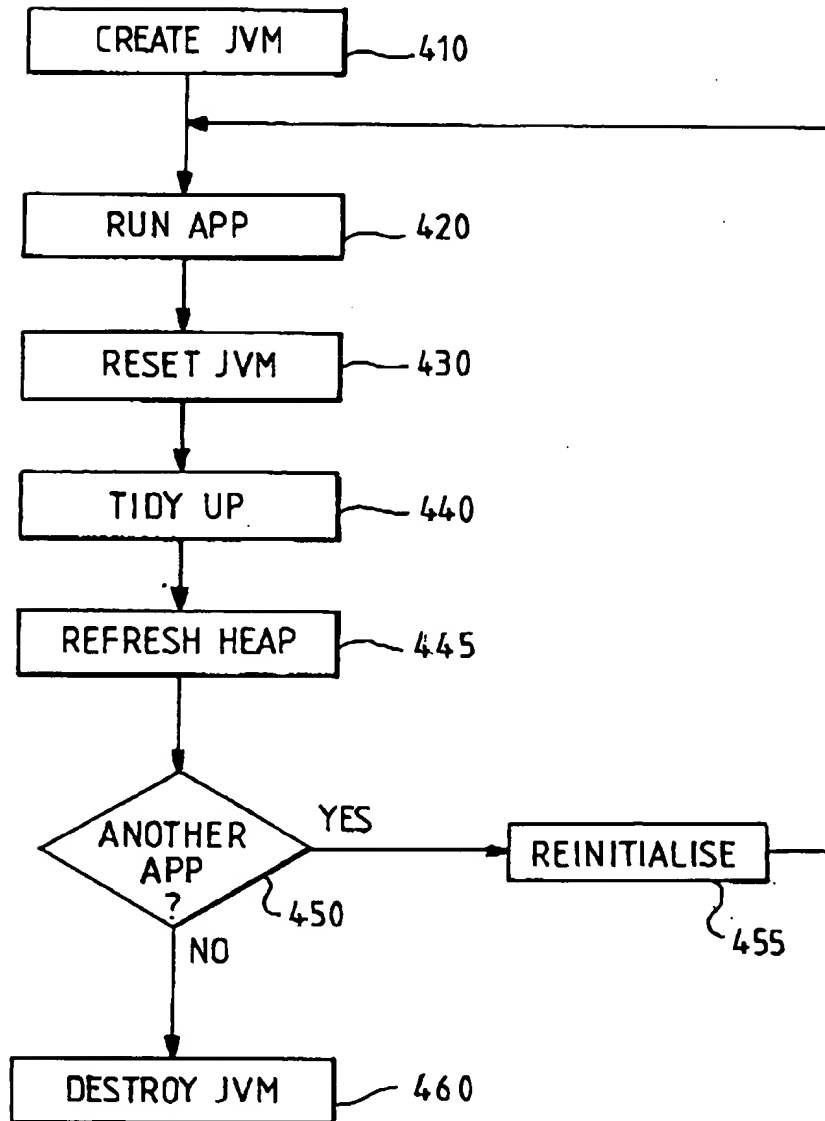 CREATE JVM
410
RUN APP
420
RESET JVM
430
TIDY UP
440
REFRESH HEAP
445
ANOTHER
APP
?
450
YES
REINITIALISE
455
NO
DESTROY JVM
460